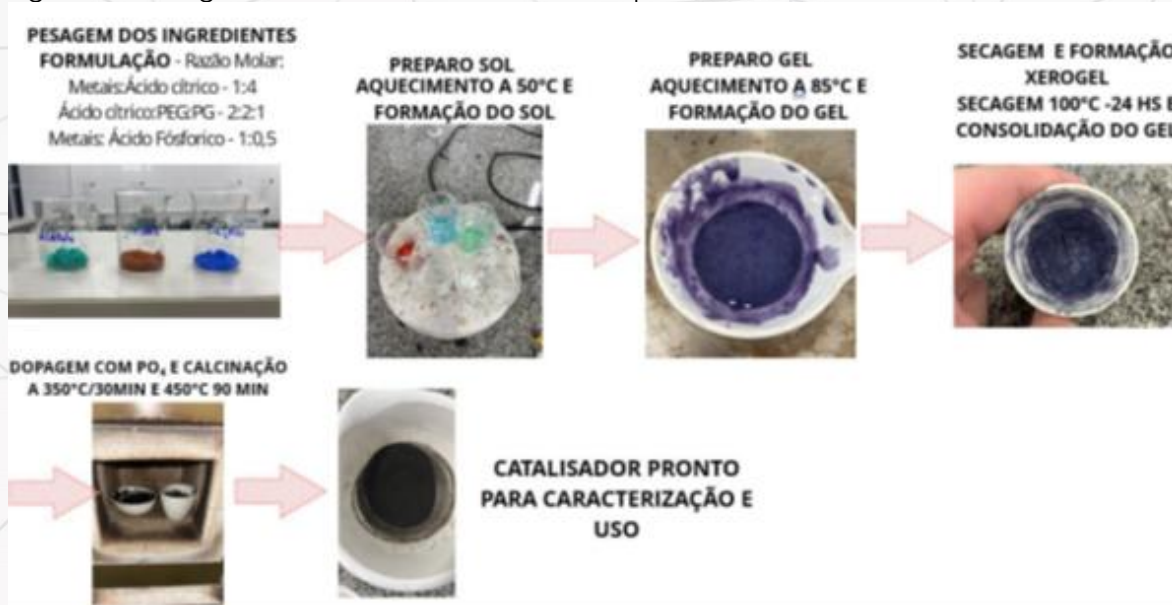 PESAGEM DOS INGREDIENTES
FORMULAÇÃO - Razão Molar:
Metais:Ácido cítrico - 1:4
Ácido cítrico:PEG:PG - 2:2:1
Metais: Ácido Fósforico - 1:0,5
PREPARO SOL
AQUECIMENTO A 50°C E
FORMAÇÃO DO SOL
PREPARO GEL
AQUECIMENTO A 85°C E
FORMAÇÃO DO GEL
SECAGEM E FORMAÇÃO
XEROGEL
SECAGEM 100°C -24 HS E
CONSOLIDAÇÃO DO GEL
DOPAGEM COM PO₄ E CALCINAÇÃO
A 350°C/30MIN E 450°C 90 MIN
CATALISADOR PRONTO
PARA CARACTERIZAÇÃO E
USO